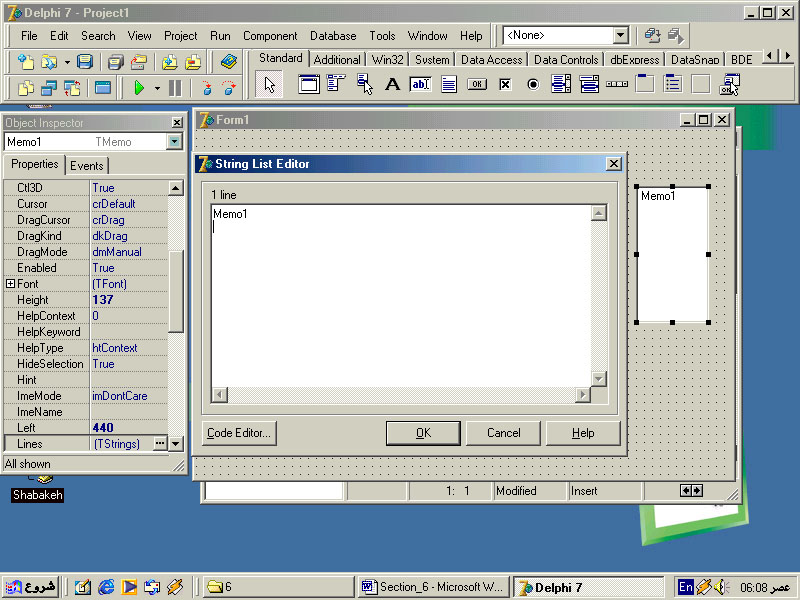 Delphi 7 - Project1
File Edit Search View Project Run Component Database Tools Window Help <None>
Standard Additional Win32 System Data Access Data Controls dbExpress DataSnap BDE
Object Inspector
Memo1 TMemo
Properties Events
Ctl3D True
Cursor crDefault
DragCursor crDrag
DragKind dkDrag
DragMode dmManual
Enabled True
Font (TFont)
Height 137
HelpContext 0
HelpKeyword
HelpType htContext
HideSelection True
Hint
ImeMode imDontCare
ImeName
Left 440
Lines (TStrings) ...
All shown
Form1
String List Editor
1 line
Memo1
Code Editor...
OK
Cancel
Help
Memo1
1: 1 Modified Insert
Shabakeh
شروع
6
Section_6 - Microsoft W...
Delphi 7
En
06:08 عصر